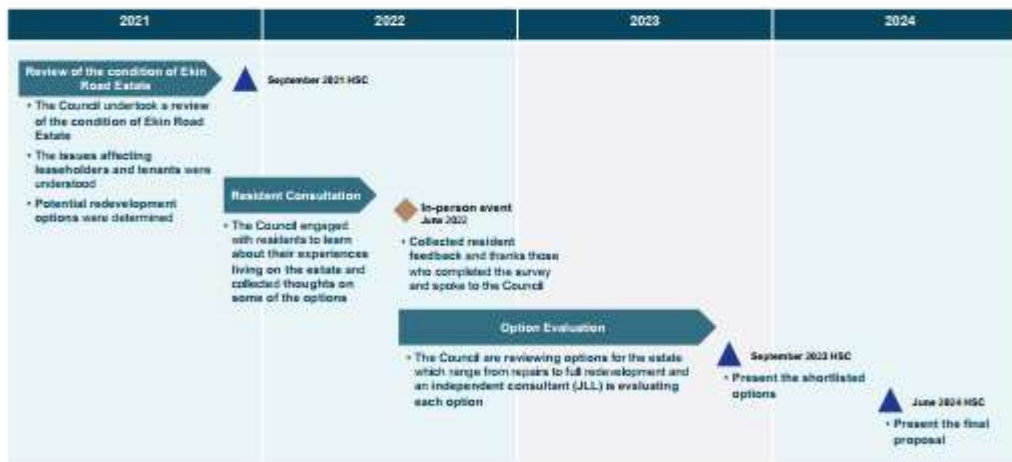 2021
2022
2023
2024
Review of the condition of Ekin
Road Estate
• The Council undertook a review
of the condition of Ekin Road
Estate
• The issues affecting
leaseholders and tenants were
understood
• Potential redevelopment
options were determined
September 2021 HSC
Resident Consultation
• The Council engaged
with residents to learn
about their experiences
living on the estate and
collected thoughts on
some of the options
In-person event
June 2022
• Collected resident
feedback and thanks those
who completed the survey
and spoke to the Council
Option Evaluation
• The Council are reviewing options for the estate
which range from repairs to full redevelopment and
an independent consultant (JLL) is evaluating
each option
September 2023 HSC
• Present the shortlisted
options
June 2024 HSC
• Present the final
proposal